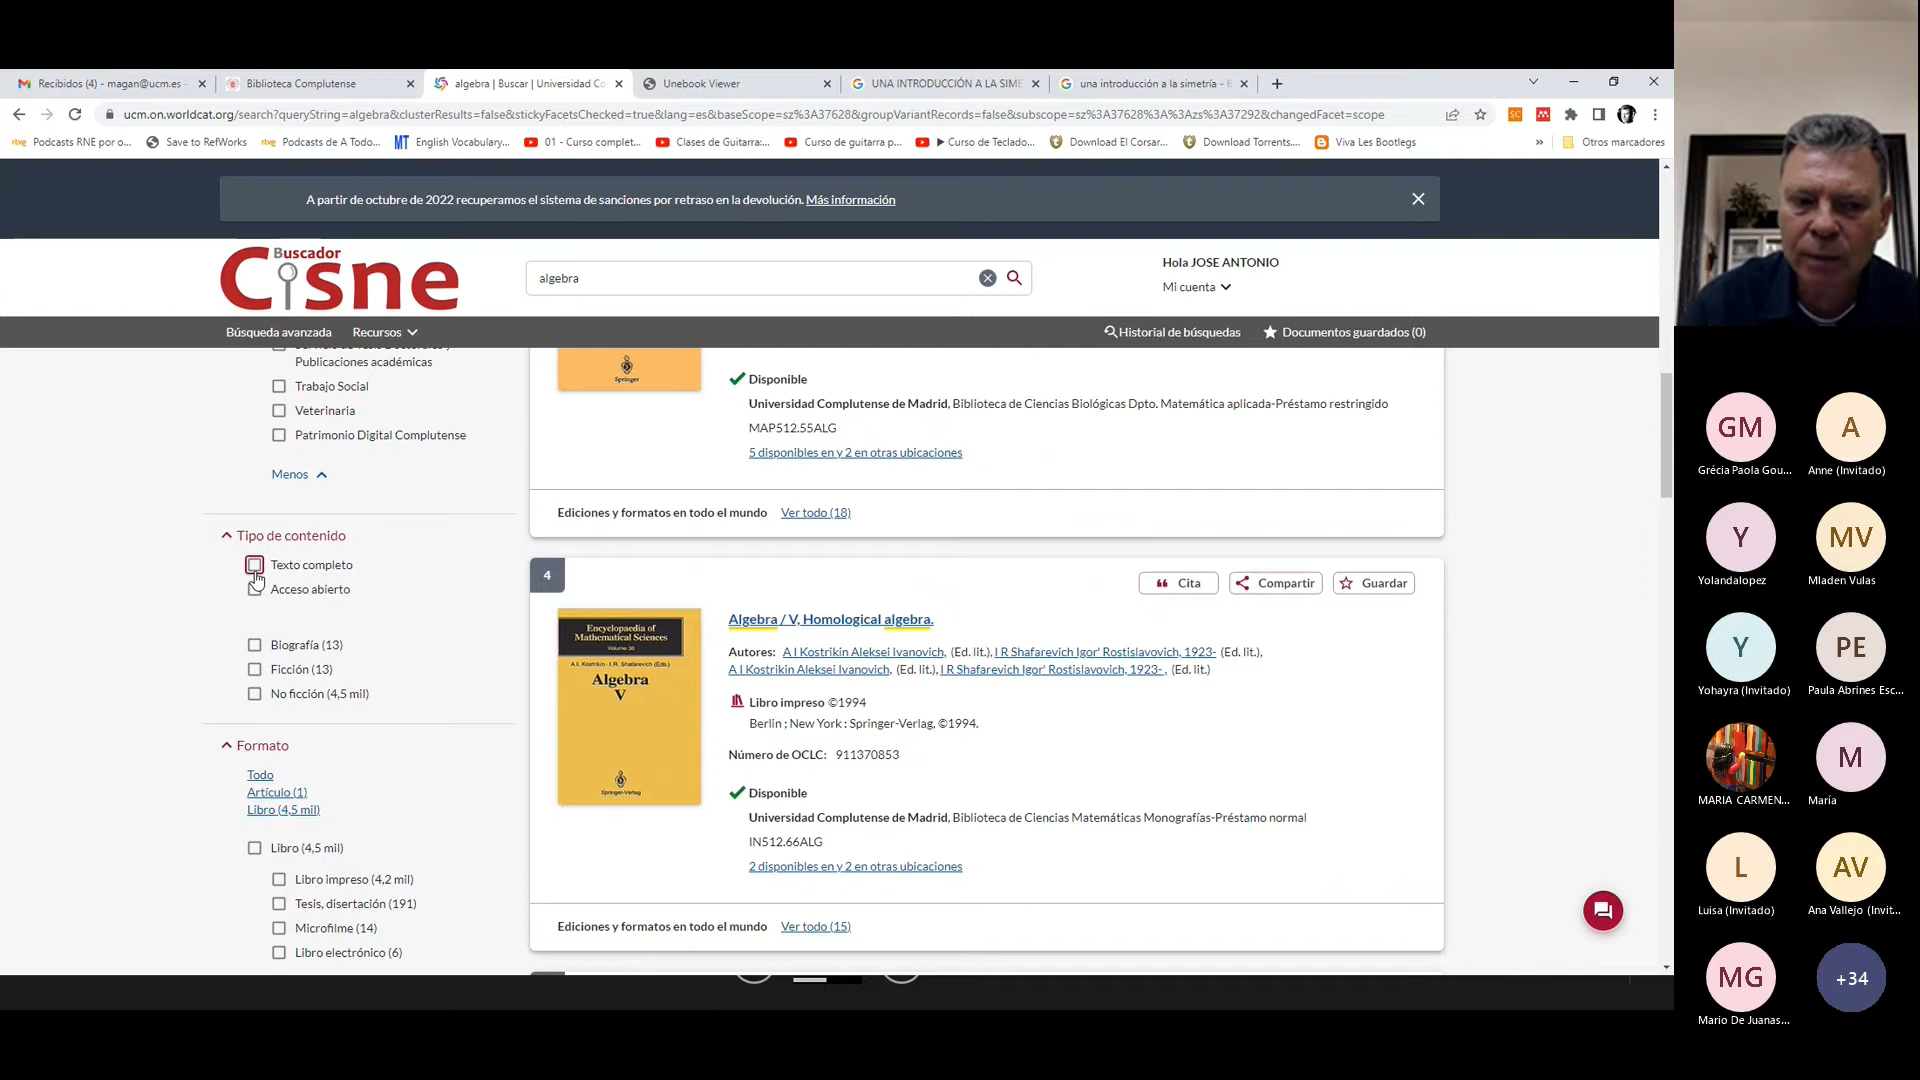 Recibidos (4) - magan@ucm.es
Biblioteca Complutense
algebra | Buscar | Universidad Co
Unebook Viewer
UNA INTRODUCCIÓN A LA SIME
una introducción a la simetría - B
ucm.on.worldcat.org/search?queryString=algebra&clusterResults=false&stickyFacetsChecked=true&lang=es&baseScope=sz%3A37628&groupVariantRecords=false&subscope=sz%3A37628%3A%3Azs%3A37292&changedFacet=scope
rtve Podcasts RNE por o...
Save to RefWorks
rtve Podcasts de A Todo...
MT English Vocabulary...
01 - Curso complet...
Clases de Guitarra:...
Curso de guitarra p...
Curso de Teclado...
Download El Corsar...
Download Torrents....
Viva Les Bootlegs
»
Otros marcadores
A partir de octubre de 2022 recuperamos el sistema de sanciones por retraso en la devolución. Más información
Buscador
Cisne
algebra
Hola JOSE ANTONIO
Mi cuenta
Búsqueda avanzada
Recursos
Historial de búsquedas
Documentos guardados (0)
Publicaciones académicas
Trabajo Social
Veterinaria
Patrimonio Digital Complutense
Menos
Tipo de contenido
Texto completo
Acceso abierto
Biografía (13)
Ficción (13)
No ficción (4,5 mil)
Formato
Todo
Artículo (1)
Libro (4,5 mil)
Libro (4,5 mil)
Libro impreso (4,2 mil)
Tesis, disertación (191)
Microfilme (14)
Libro electrónico (6)
Springer
Disponible
Universidad Complutense de Madrid, Biblioteca de Ciencias Biológicas Dpto. Matemática aplicada-Préstamo restringido
MAP512.55ALG
5 disponibles en y 2 en otras ubicaciones
Ediciones y formatos en todo el mundo Ver todo (18)
4
Cita
Compartir
Guardar
Encyclopaedia of
Mathematical Sciences
Volume 38
A.I. Kostrikin · I.R. Shafarevich (Eds.)
Algebra
V
Springer-Verlag
Algebra / V, Homological algebra.
Autores: A I Kostrikin Aleksei Ivanovich, (Ed. lit.), I R Shafarevich Igor' Rostislavovich, 1923- (Ed. lit.),
A I Kostrikin Aleksei Ivanovich, (Ed. lit.), I R Shafarevich Igor' Rostislavovich, 1923- , (Ed. lit.)
Libro impreso ©1994
Berlin ; New York : Springer-Verlag, ©1994.
Número de OCLC: 911370853
Disponible
Universidad Complutense de Madrid, Biblioteca de Ciencias Matemáticas Monografías-Préstamo normal
IN512.66ALG
2 disponibles en y 2 en otras ubicaciones
Ediciones y formatos en todo el mundo Ver todo (15)
GM
Grécia Paola Gou...
A
Anne (Invitado)
Y
Yolandalopez
MV
Mladen Vulas
Y
Yohayra (Invitado)
PE
Paula Abrines Esc...
MARIA CARMEN...
M
María
L
Luisa (Invitado)
AV
Ana Vallejo (Invit...
MG
Mario De Juanas...
+34